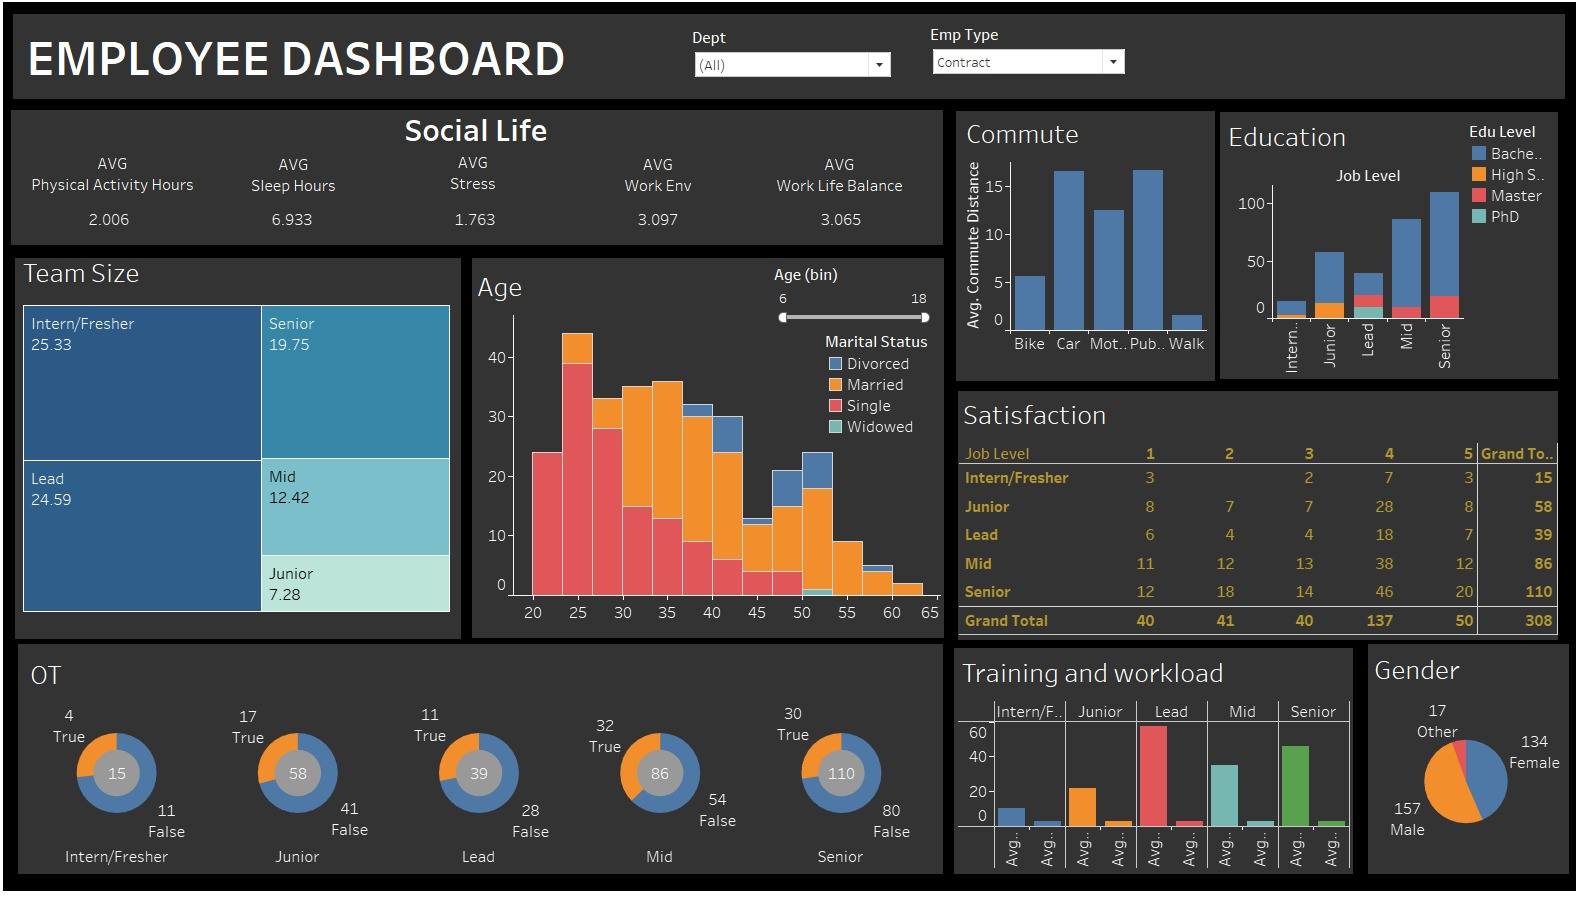 EMPLOYEE DASHBOARD
Dept
(All)
Emp Type
Contract
Social Life
AVG
Physical Activity Hours
2.006
AVG
Sleep Hours
6.933
AVG
Stress
1.763
AVG
Work Env
3.097
AVG
Work Life Balance
3.065
Commute
Avg. Commute Distance
15
10
5
0
Bike Car Mot.. Pub.. Walk
Education
Job Level
100
50
0
Intern..
Junior
Lead
Mid
Senior
Edu Level
Bache..
High S..
Master
PhD
Team Size
Intern/Fresher
25.33
Senior
19.75
Lead
24.59
Mid
12.42
Junior
7.28
Age
Age (bin)
6 18
Marital Status
Divorced
Married
Single
Widowed
40
30
20
10
0
20 25 30 35 40 45 50 55 60 65
Satisfaction
Job Level 1 2 3 4 5 Grand To..
Intern/Fresher 3 2 7 3 15
Junior 8 7 7 28 8 58
Lead 6 4 4 18 7 39
Mid 11 12 13 38 12 86
Senior 12 18 14 46 20 110
Grand Total 40 41 40 137 50 308
OT
4
True
15
11
False
Intern/Fresher
17
True
58
41
False
Junior
11
True
39
28
False
Lead
32
True
86
54
False
Mid
30
True
110
80
False
Senior
Training and workload
Intern/F.. Junior Lead Mid Senior
60
40
20
0
Avg..
Avg..
Avg..
Avg..
Avg..
Avg..
Avg..
Avg..
Avg..
Avg..
Gender
17
Other
134
Female
157
Male